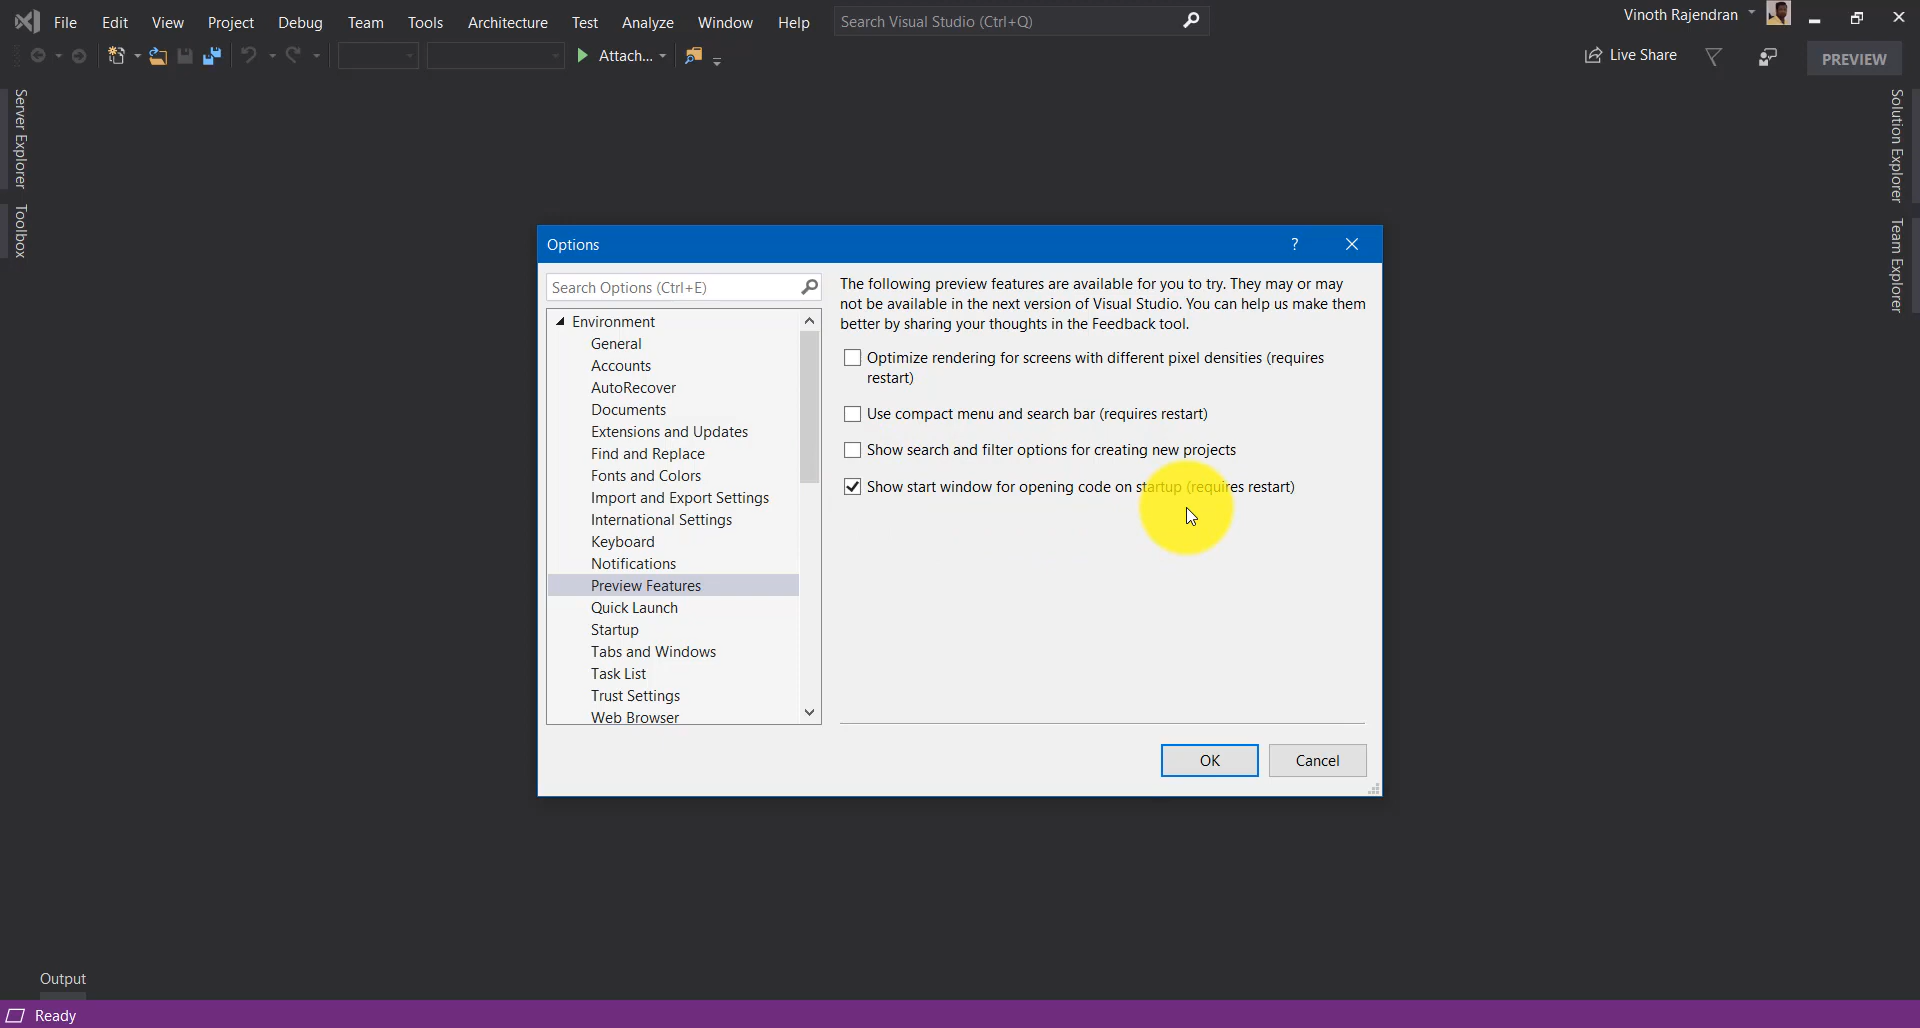 File Edit View Project Debug Team Tools Architecture Test Analyze Window Help Search Visual Studio (Ctrl+Q) Vinoth Rajendran
Attach... Live Share PREVIEW
Server Explorer
Toolbox
Solution Explorer
Team Explorer
Options ?
Search Options (Ctrl+E)
Environment
General
Accounts
AutoRecover
Documents
Extensions and Updates
Find and Replace
Fonts and Colors
Import and Export Settings
International Settings
Keyboard
Notifications
Preview Features
Quick Launch
Startup
Tabs and Windows
Task List
Trust Settings
Web Browser
The following preview features are available for you to try. They may or may
not be available in the next version of Visual Studio. You can help us make them
better by sharing your thoughts in the Feedback tool.
Optimize rendering for screens with different pixel densities (requires
restart)
Use compact menu and search bar (requires restart)
Show search and filter options for creating new projects
Show start window for opening code on startup (requires restart)
OK Cancel
Output
Ready